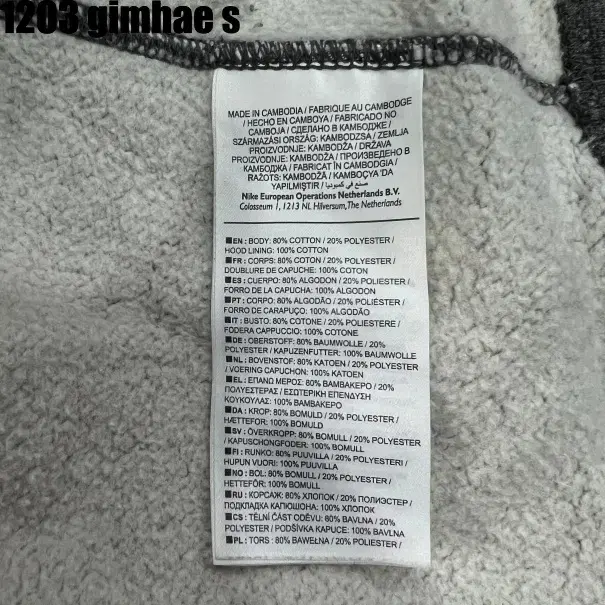 1203 gimhae s
MADE IN CAMBODIA / FABRIQUE AU CAMBODGE
/ HECHO EN CAMBOYA / FABRICADO NO
CAMBOJA / СДЕЛАНО В КАМБОДЖЕ /
SZÁRMAZÁSI ORSZÁG: KAMBODZSA / ZEMLJA
PROIZVODNJE: KAMBODŽA / DRŽAVA
PROIZVODNJE: KAMBODŽA / ПРОИЗВЕДЕНО В
КАМБОДЖА / FABRICAT ÎN CAMBODGIA /
RAŽOTS: KAMBODŽĀ / KAMBOÇYA 'DA
YAPILMIŞTIR / صنع في كمبوديا
Nike European Operations Netherlands B.V.
Colosseum 1, 1213 NL Hilversum, The Netherlands
EN : BODY: 80% COTTON / 20% POLYESTER /
HOOD LINING: 100% COTTON
FR : CORPS: 80% COTON / 20% POLYESTER /
DOUBLURE DE CAPUCHE: 100% COTON
ES : CUERPO: 80% ALGODON / 20% POLIESTER /
FORRO DE LA CAPUCHA: 100% ALGODON
PT : CORPO: 80% ALGODÃO / 20% POLIÉSTER /
FORRO DE CARAPUÇO: 100% ALGODÃO
IT : BUSTO: 80% COTONE / 20% POLIESTERE /
FODERA CAPPUCCIO: 100% COTONE
DE : OBERSTOFF: 80% BAUMWOLLE / 20%
POLYESTER / KAPUZENFUTTER: 100% BAUMWOLLE
NL : BOVENSTOF: 80% KATOEN / 20% POLYESTER
/ VOERING CAPUCHON: 100% KATOEN
EL : ΕΠΑΝΩ ΜΕΡΟΣ: 80% ΒΑΜΒΑΚΕΡΟ / 20%
ΠΟΛΥΕΣΤΕΡΑΣ / ΕΣΩΤΕΡΙΚΗ ΕΠΕΝΔΥΣΗ
ΚΟΥΚΟΥΛΑΣ: 100% ΒΑΜΒΑΚΕΡΟ
DA : KROP: 80% BOMULD / 20% POLYESTER /
HÆTTEFOR: 100% BOMULD
SV : ÖVERKROPP: 80% BOMULL / 20% POLYESTER
/ KAPUSCHONGFODER: 100% BOMULL
FI : RUNKO: 80% PUUVILLA / 20% POLYESTERI /
HUPUN VUORI: 100% PUUVILLA
NO : BOL: 80% BOMULL / 20% POLYESTER /
HETTEFÔR: 100% BOMULL
RU : КОРСАЖ: 80% ХЛОПОК / 20% ПОЛИЭСТЕР /
ПОДКЛАДКА КАПЮШОНА: 100% ХЛОПОК
CS : TĚLNÍ ČÁST ODĚVU: 80% BAVLNA / 20%
POLYESTER / PODŠÍVKA KAPUCE: 100% BAVLNA
PL : TORS : 80% BAWEŁNA / 20% POLIESTER /